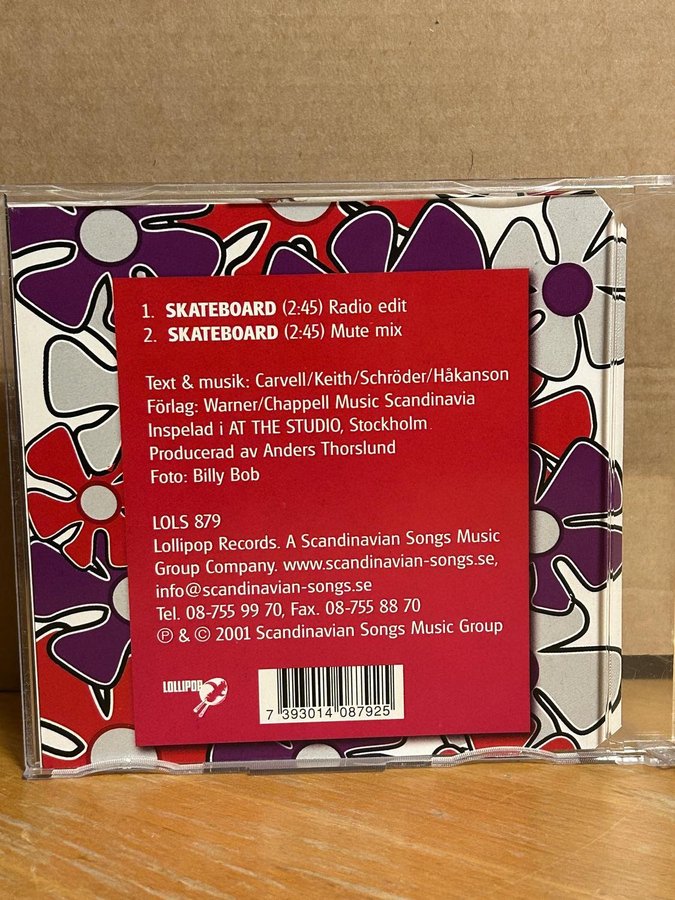 1. SKATEBOARD (2:45) Radio edit
2. SKATEBOARD (2:45) Mute mix
Text & musik: Carvell/Keith/Schröder/Håkanson
Förlag: Warner/Chappell Music Scandinavia
Inspelad i AT THE STUDIO, Stockholm
Producerad av Anders Thorslund
Foto: Billy Bob
LOLS 879
Lollipop Records. A Scandinavian Songs Music
Group Company. www.scandinavian-songs.se,
info@scandinavian-songs.se
Tel. 08-755 99 70, Fax. 08-755 88 70
℗ & © 2001 Scandinavian Songs Music Group
LOLLIPOP
7 393014 087925